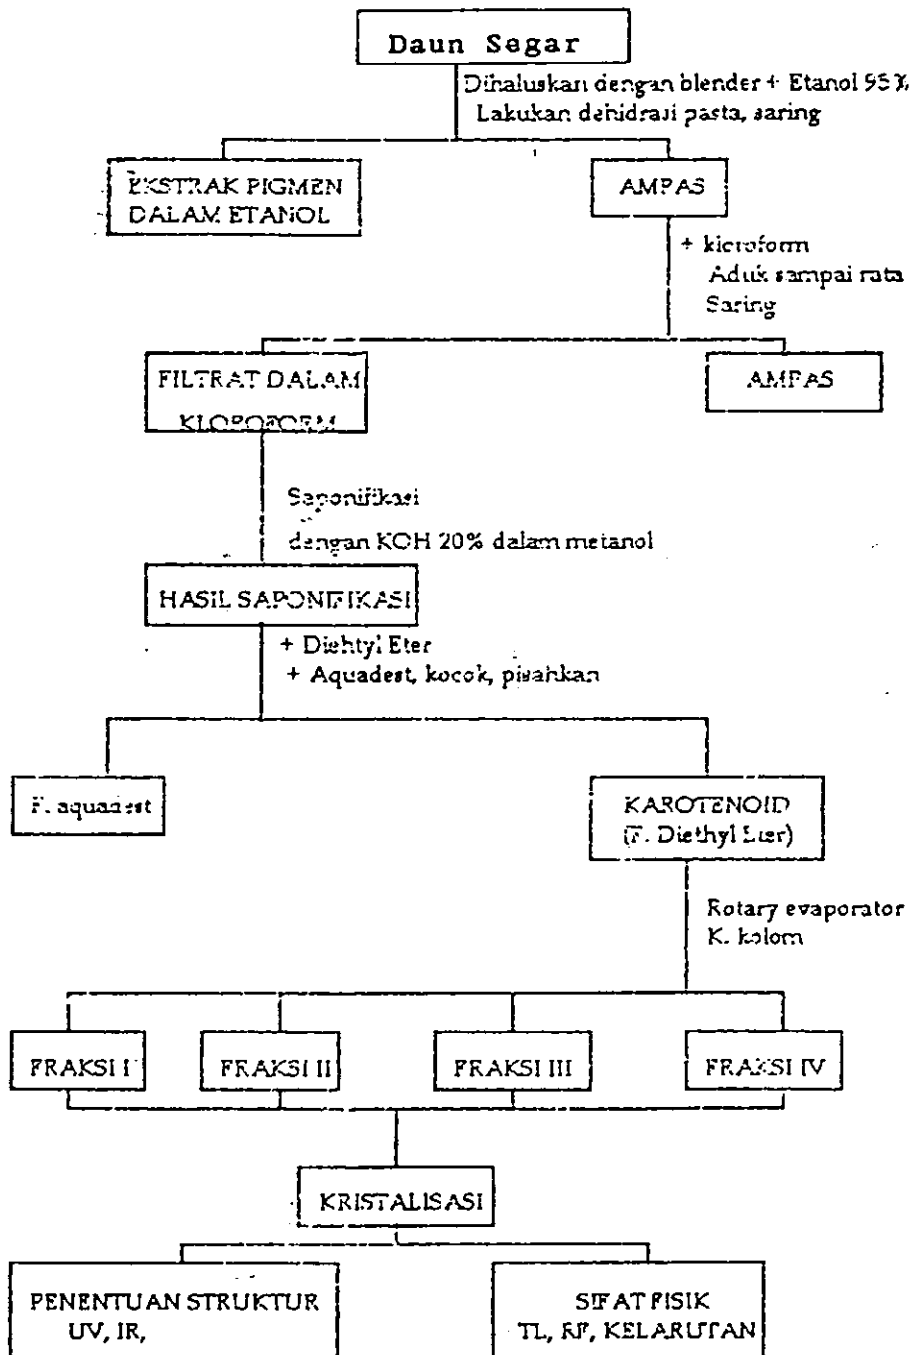 Daun Segar
Dihaluskan dengan blender + Etanol 95%
Lakukan dehidrasi pasta, saring
EKSTRAK PIGMEN
DALAM ETANOL
AMPAS
+ kloroform
Aduk sampai rata
Saring
FILTRAT DALAM
KLOROFORM
AMPAS
Saponifikasi
dengan KOH 20% dalam metanol
HASIL SAPONIFIKASI
+ Diehtyl Eter
+ Aquadest, kocok, pisahkan
F. aquadest
KAROTENOID
(F. Diethyl Eter)
Rotary evaporator
K. kolom
FRAKSI I
FRAKSI II
FRAKSI III
FRAKSI IV
KRISTALISASI
PENENTUAN STRUKTUR
UV, IR,
SIFAT FISIK
TL, RF, KELARUTAN